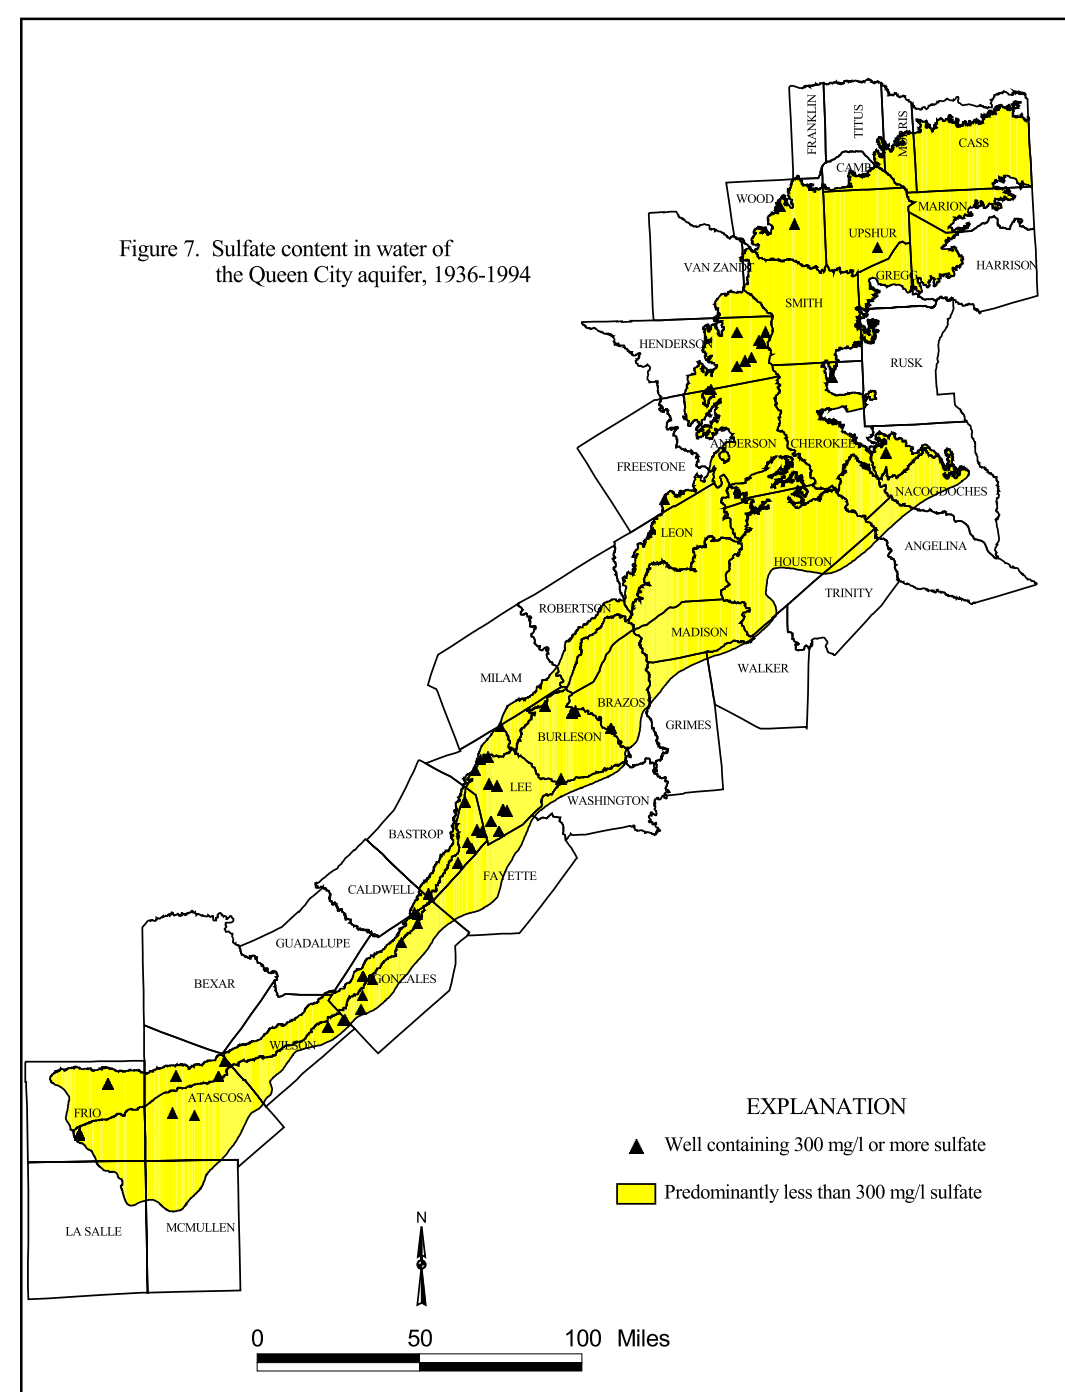 FRANKLIN
TITUS
MORRIS
CASS
CAMP
WOOD
MARION
UPSHUR
Figure 7. Sulfate content in water of
the Queen City aquifer, 1936-1994
VAN ZANDT
GREGG
HARRISON
SMITH
HENDERSON
RUSK
ANDERSON
CHEROKEE
FREESTONE
NACOGDOCHES
LEON
ANGELINA
HOUSTON
TRINITY
ROBERTSON
MADISON
WALKER
MILAM
BRAZOS
GRIMES
BURLESON
LEE
WASHINGTON
BASTROP
FAYETTE
CALDWELL
GUADALUPE
GONZALES
BEXAR
WILSON
ATASCOSA
FRIO
EXPLANATION
Well containing 300 mg/l or more sulfate
Predominantly less than 300 mg/l sulfate
LA SALLE
MCMULLEN
N
0 50 100 Miles